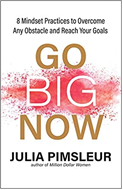 8 Mindset Practices to Overcome
Any Obstacle and Reach Your Goals
GO
BIG
NOW
JULIA PIMSLEUR
author of Million Dollar Women